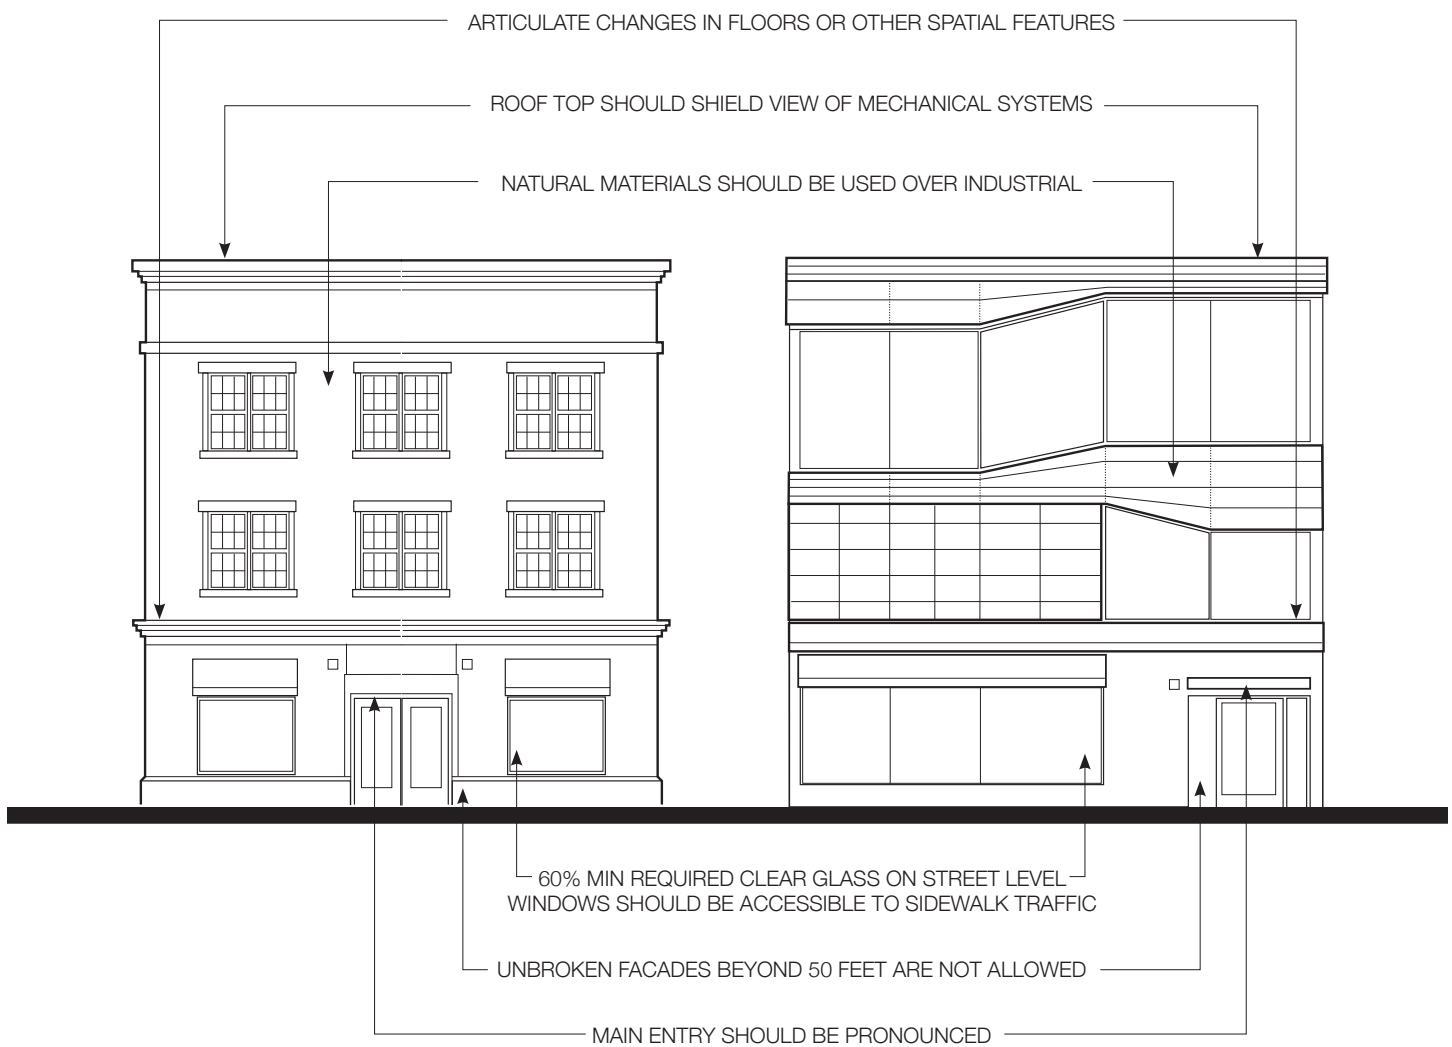 ARTICULATE CHANGES IN FLOORS OR OTHER SPATIAL FEATURES
ROOF TOP SHOULD SHIELD VIEW OF MECHANICAL SYSTEMS
NATURAL MATERIALS SHOULD BE USED OVER INDUSTRIAL
60% MIN REQUIRED CLEAR GLASS ON STREET LEVEL
WINDOWS SHOULD BE ACCESSIBLE TO SIDEWALK TRAFFIC
UNBROKEN FACADES BEYOND 50 FEET ARE NOT ALLOWED
MAIN ENTRY SHOULD BE PRONOUNCED